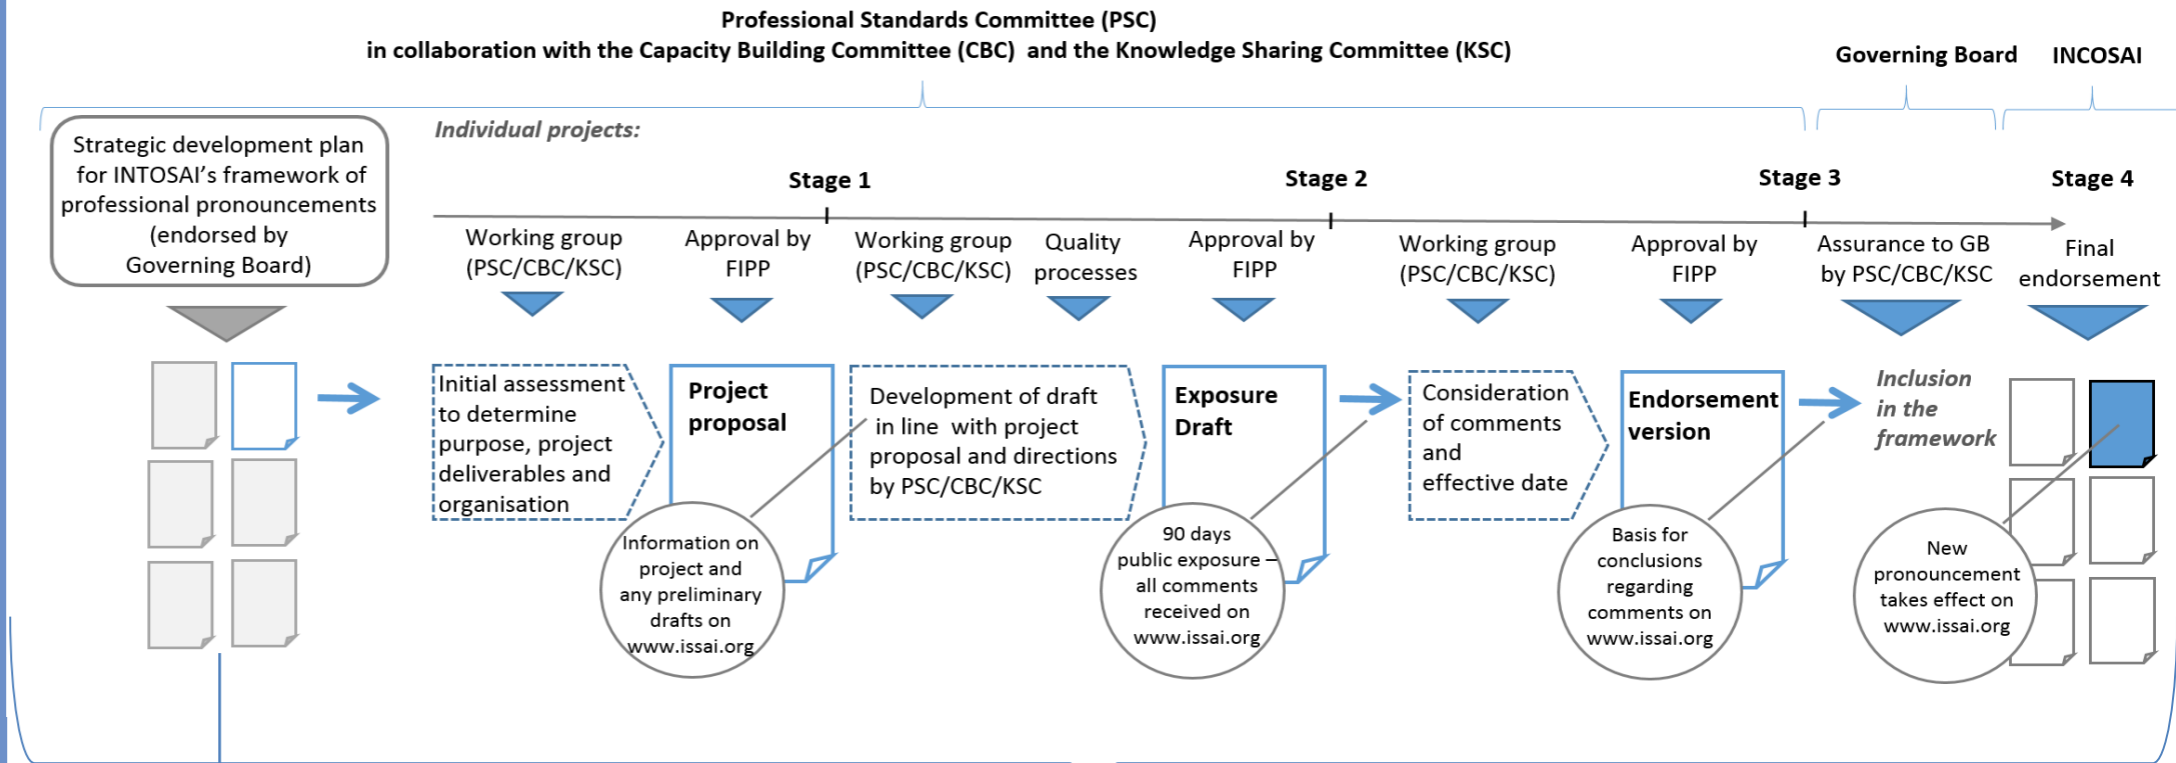 Professional Standards Committee (PSC)
in collaboration with the Capacity Building Committee (CBC) and the Knowledge Sharing Committee (KSC)
Governing Board
INCOSAI
Strategic development plan
for INTOSAI's framework of
professional pronouncements
(endorsed by
Governing Board)
Individual projects:
Stage 1
Stage 2
Stage 3
Stage 4
Working group
(PSC/CBC/KSC)
Approval by
FIPP
Working group
(PSC/CBC/KSC)
Quality
processes
Approval by
FIPP
Working group
(PSC/CBC/KSC)
Approval by
FIPP
Assurance to GB
by PSC/CBC/KSC
Final
endorsement
Initial assessment
to determine
purpose, project
deliverables and
organisation
Project
proposal
Information on
project and
any preliminary
drafts on
www.issai.org
Development of draft
in line with project
proposal and directions
by PSC/CBC/KSC
Exposure
Draft
90 days
public exposure –
all comments
received on
www.issai.org
Consideration
of comments
and
effective date
Endorsement
version
Basis for
conclusions
regarding
comments on
www.issai.org
Inclusion
in the
framework
New
pronouncement
takes effect on
www.issai.org